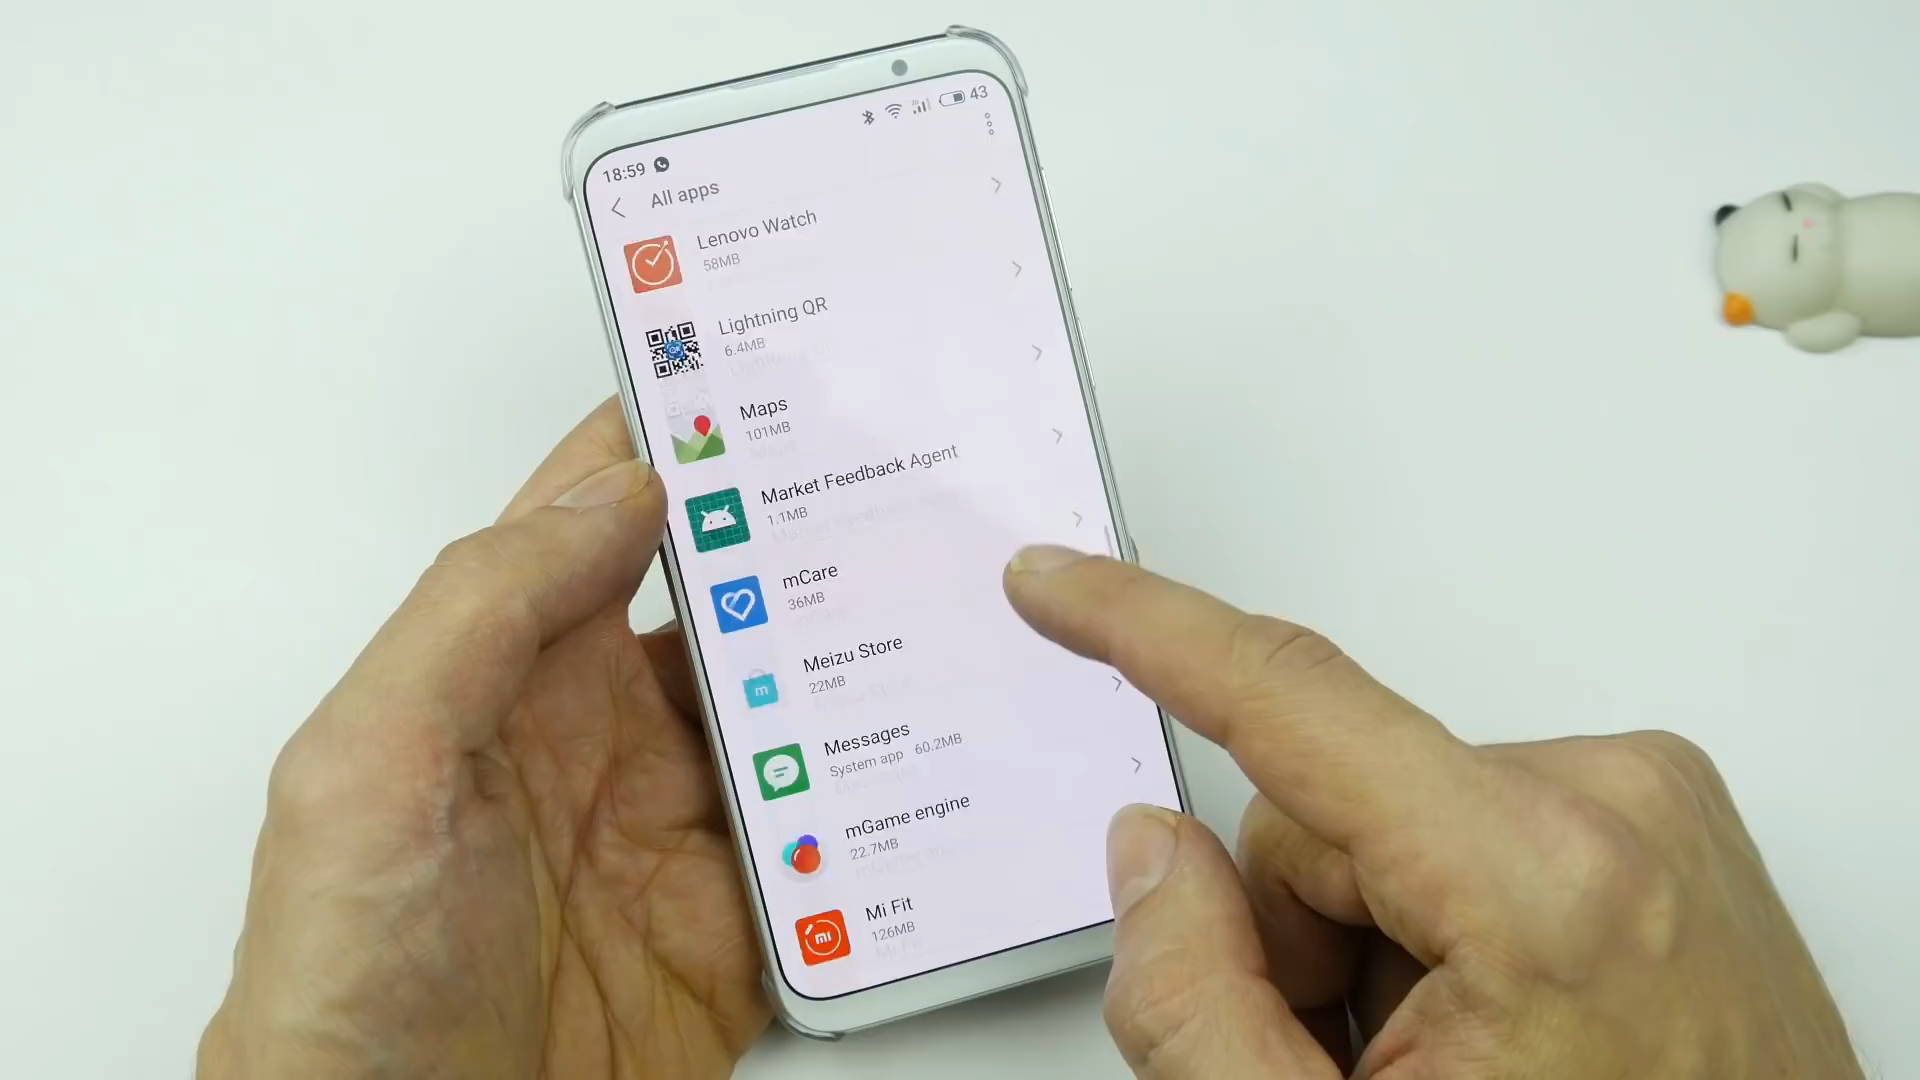 18:59
43
All apps
Lenovo Watch
58MB
Lightning QR
6.4MB
Maps
101MB
Market Feedback Agent
1.1MB
mCare
36MB
m
Meizu Store
22MB
Messages
System app 60.2MB
mGame engine
22.7MB
mi
Mi Fit
126MB